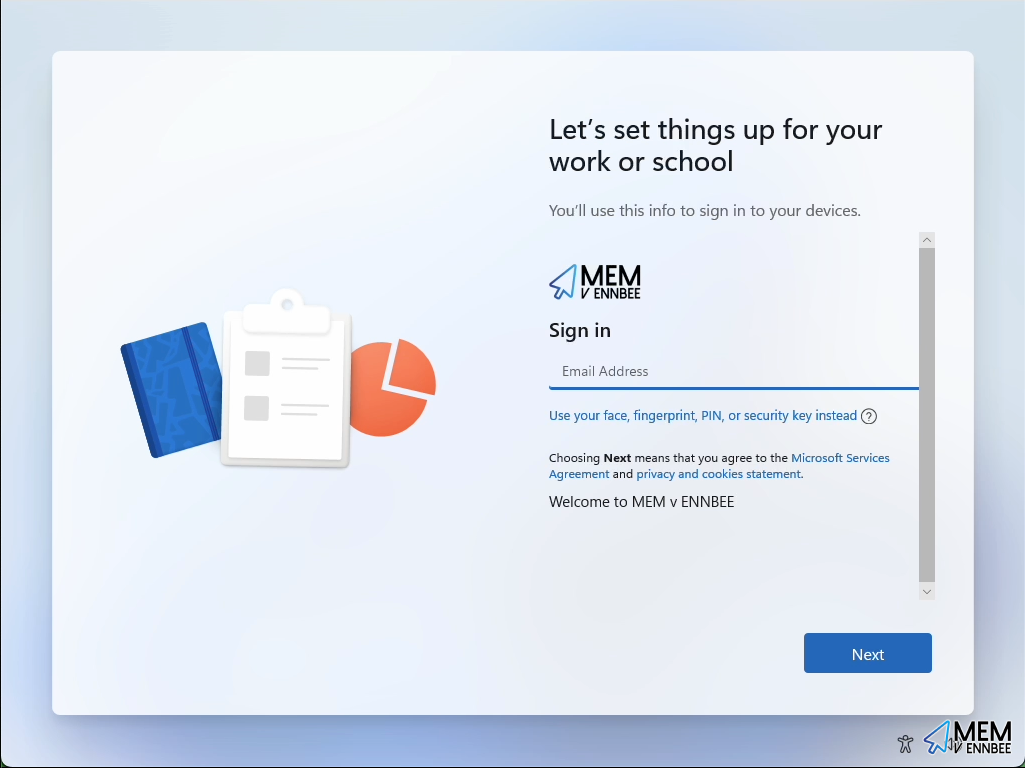 Let's set things up for your
work or school
You'll use this info to sign in to your devices.
MEM
V ENNBEE
Sign in
Email Address
Use your face, fingerprint, PIN, or security key instead ?
Choosing Next means that you agree to the Microsoft Services
Agreement and privacy and cookies statement.
Welcome to MEM v ENNBEE
Next
MEM
V ENNBEE